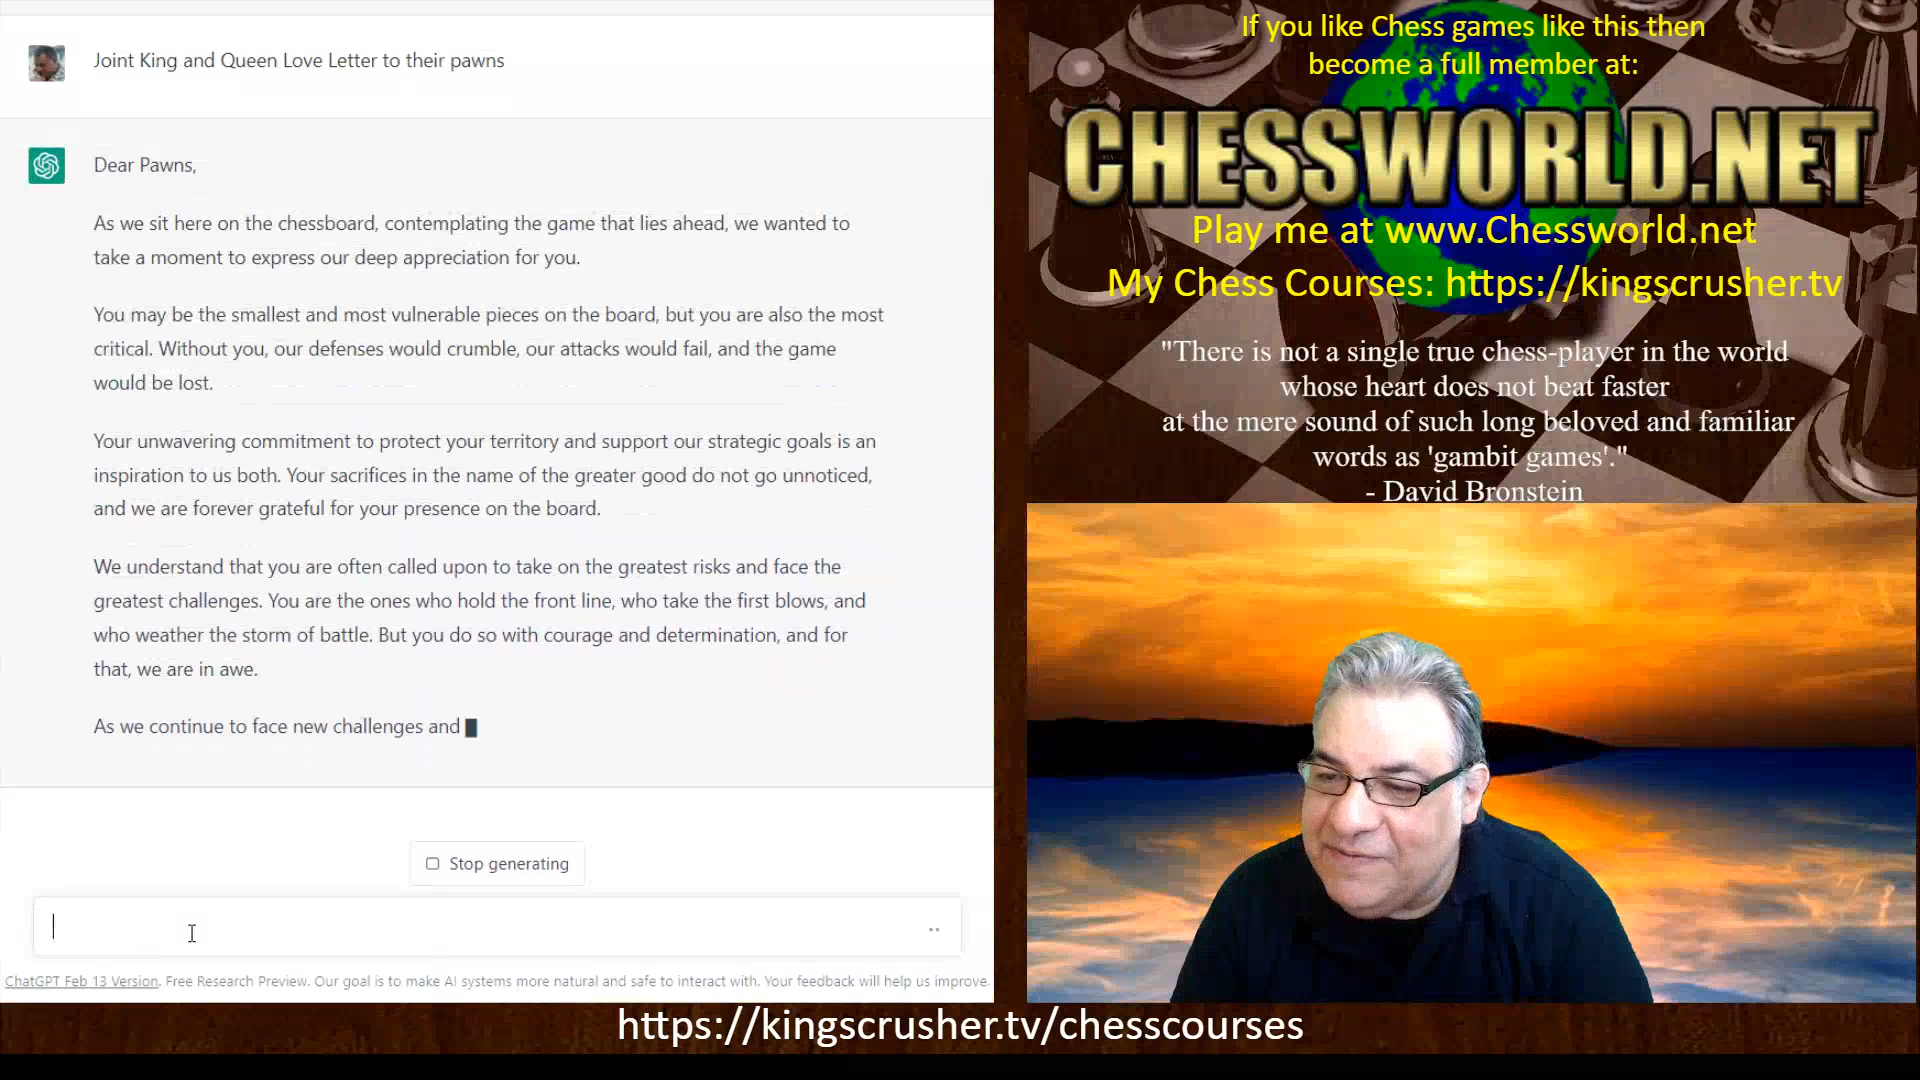 Joint King and Queen Love Letter to their pawns
Dear Pawns,
As we sit here on the chessboard, contemplating the game that lies ahead, we wanted to
take a moment to express our deep appreciation for you.
You may be the smallest and most vulnerable pieces on the board, but you are also the most
critical. Without you, our defenses would crumble, our attacks would fail, and the game
would be lost.
Your unwavering commitment to protect your territory and support our strategic goals is an
inspiration to us both. Your sacrifices in the name of the greater good do not go unnoticed,
and we are forever grateful for your presence on the board.
We understand that you are often called upon to take on the greatest risks and face the
greatest challenges. You are the ones who hold the front line, who take the first blows, and
who weather the storm of battle. But you do so with courage and determination, and for
that, we are in awe.
As we continue to face new challenges and
Stop generating
ChatGPT Feb 13 Version. Free Research Preview. Our goal is to make AI systems more natural and safe to interact with. Your feedback will help us improve.
If you like Chess games like this then
become a full member at:
CHESSWORLD.NET
Play me at www.Chessworld.net
My Chess Courses: https://kingscrusher.tv
"There is not a single true chess-player in the world
whose heart does not beat faster
at the mere sound of such long beloved and familiar
words as 'gambit games'."
- David Bronstein
https://kingscrusher.tv/chesscourses